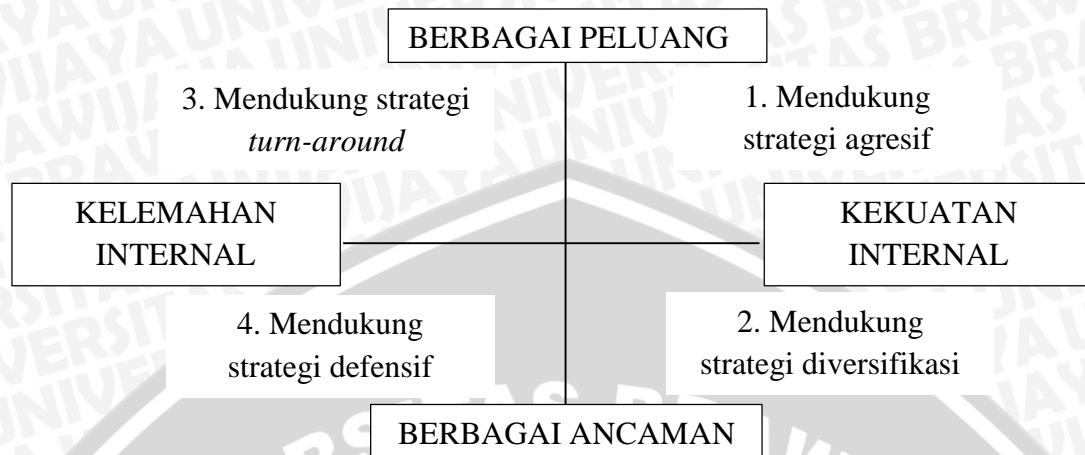 BERBAGAI PELUANG
3. Mendukung strategi
turn-around
1. Mendukung
strategi agresif
KELEMAHAN
INTERNAL
KEKUATAN
INTERNAL
4. Mendukung
strategi defensif
2. Mendukung
strategi diversifikasi
BERBAGAI ANCAMAN